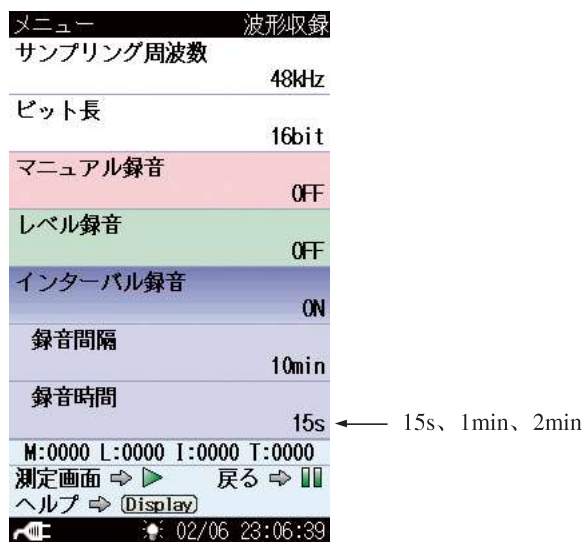 メニュー 波形収録
サンプリング周波数
48kHz
ビット長
16bit
マニュアル録音
OFF
レベル録音
OFF
インターバル録音
ON
録音間隔
10min
録音時間
15s
15s、1min、2min
M:0000 L:0000 I:0000 T:0000
測定画面 ⇨ ▷ 戻る ⇨ ▯▯
ヘルプ ⇨ Display
02/06 23:06:39